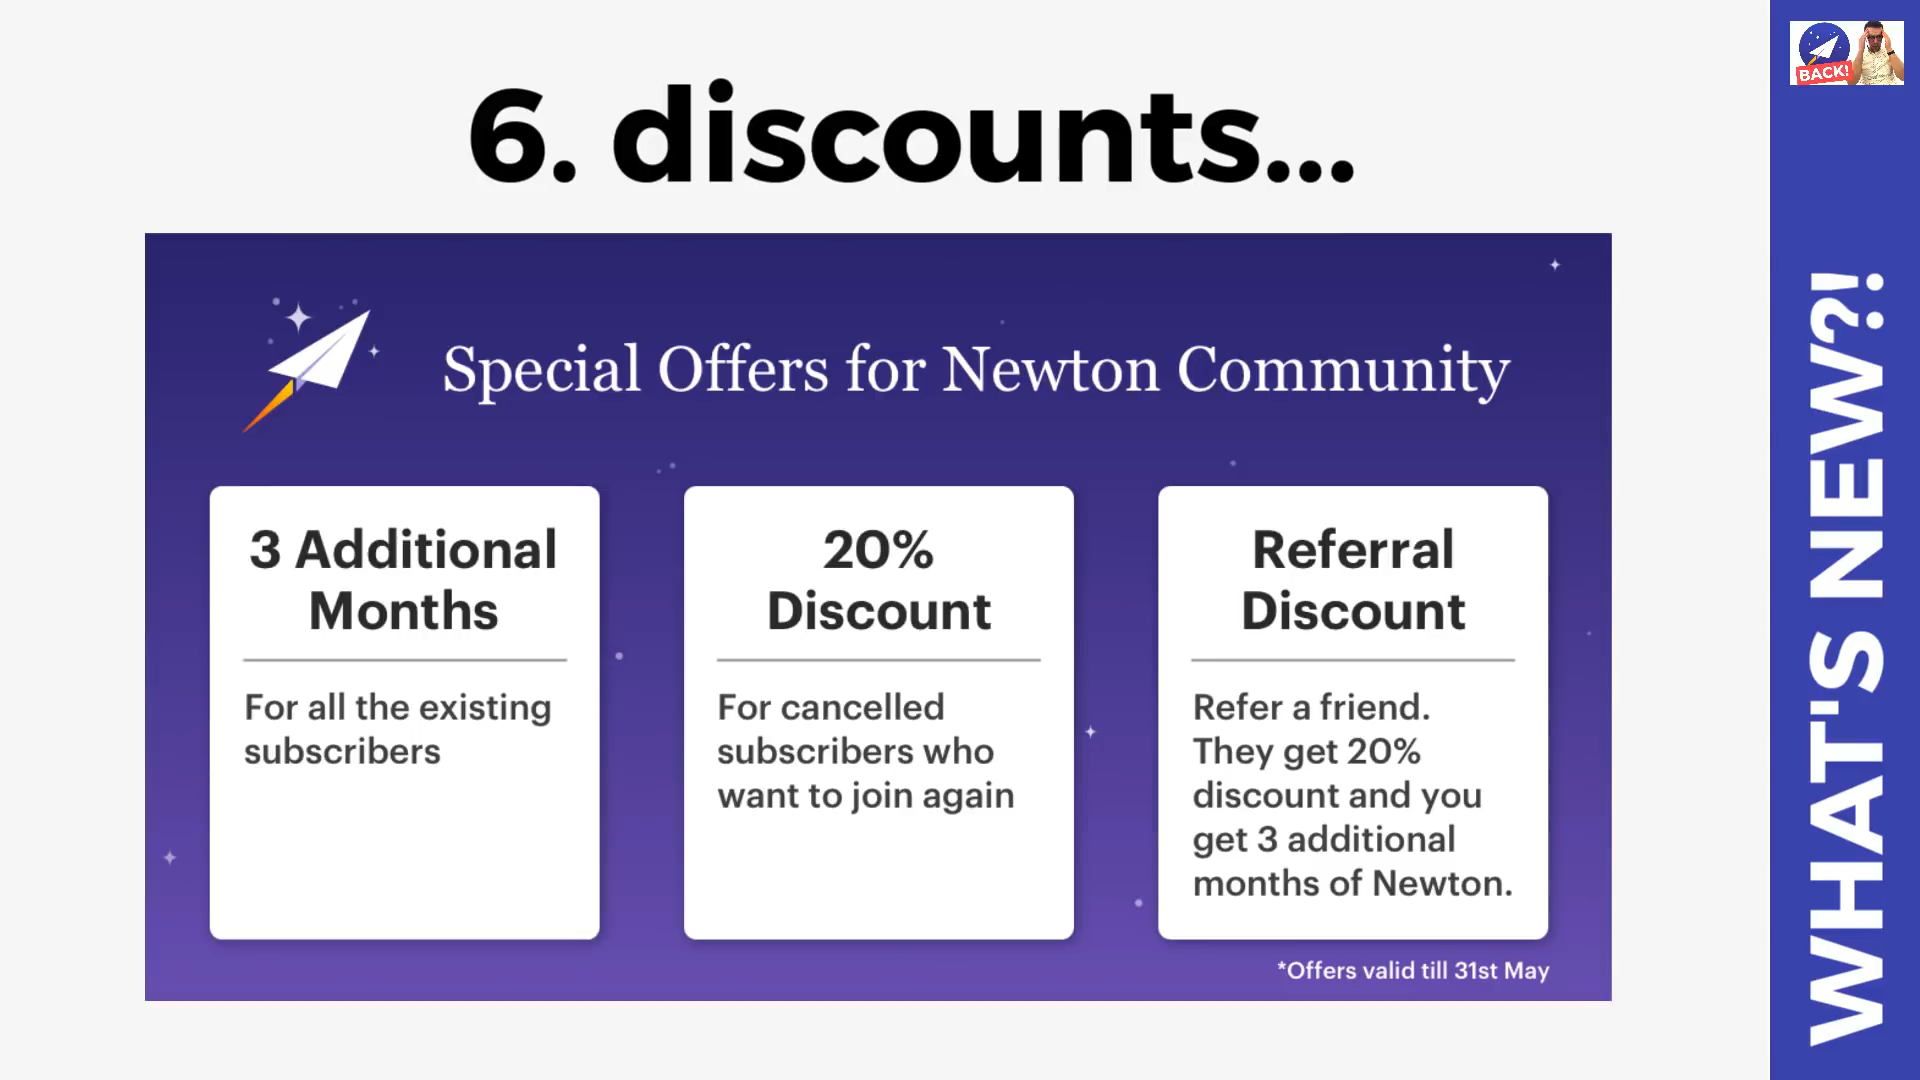 6. discounts...
Special Offers for Newton Community
3 Additional
Months
For all the existing
subscribers
20%
Discount
For cancelled
subscribers who
want to join again
Referral
Discount
Refer a friend.
They get 20%
discount and you
get 3 additional
months of Newton.
*Offers valid till 31st May
BACK!
WHAT'S NEW?!